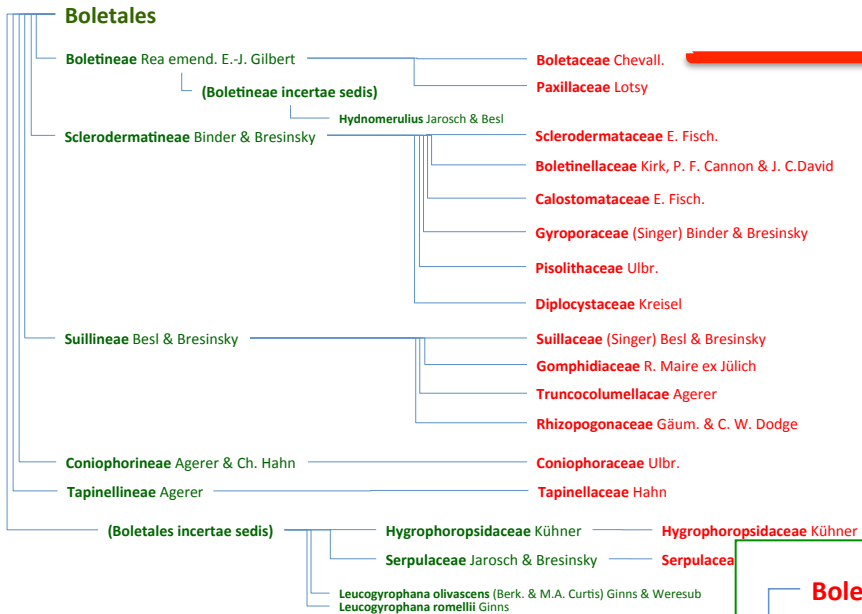 Boletales
Boletineae Rea emend. E.-J. Gilbert
Boletaceae Chevall.
Paxillaceae Lotsy
(Boletineae incertae sedis)
Hydnomerulius Jarosch & Besl
Sclerodermatineae Binder & Bresinsky
Sclerodermataceae E. Fisch.
Boletinellaceae Kirk, P. F. Cannon & J. C.David
Calostomataceae E. Fisch.
Gyroporaceae (Singer) Binder & Bresinsky
Pisolithaceae Ulbr.
Diplocystaceae Kreisel
Suillineae Besl & Bresinsky
Suillaceae (Singer) Besl & Bresinsky
Gomphidiaceae R. Maire ex Jülich
Truncocolumellacae Agerer
Rhizopogonaceae Gäum. & C. W. Dodge
Coniophorineae Agerer & Ch. Hahn
Coniophoraceae Ulbr.
Tapinellineae Agerer
Tapinellaceae Hahn
(Boletales incertae sedis)
Hygrophoropsidaceae Kühner
Hygrophoropsidaceae Kühner
Serpulaceae Jarosch & Bresinsky
Serpulacea
Leucogyrophana olivascens (Berk. & M.A. Curtis) Ginns & Weresub
Leucogyrophana romellii Ginns
Bole